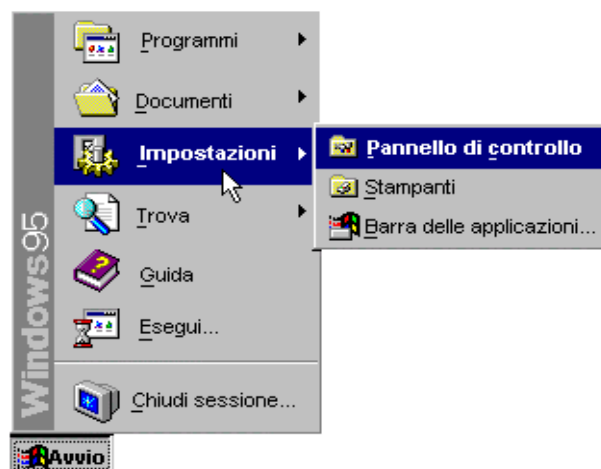 Programmi
Documenti
Impostazioni
Trova
Guida
Esegui...
Chiudi sessione...
Windows95
Avvio
Pannello di controllo
Stampanti
Barra delle applicazioni...